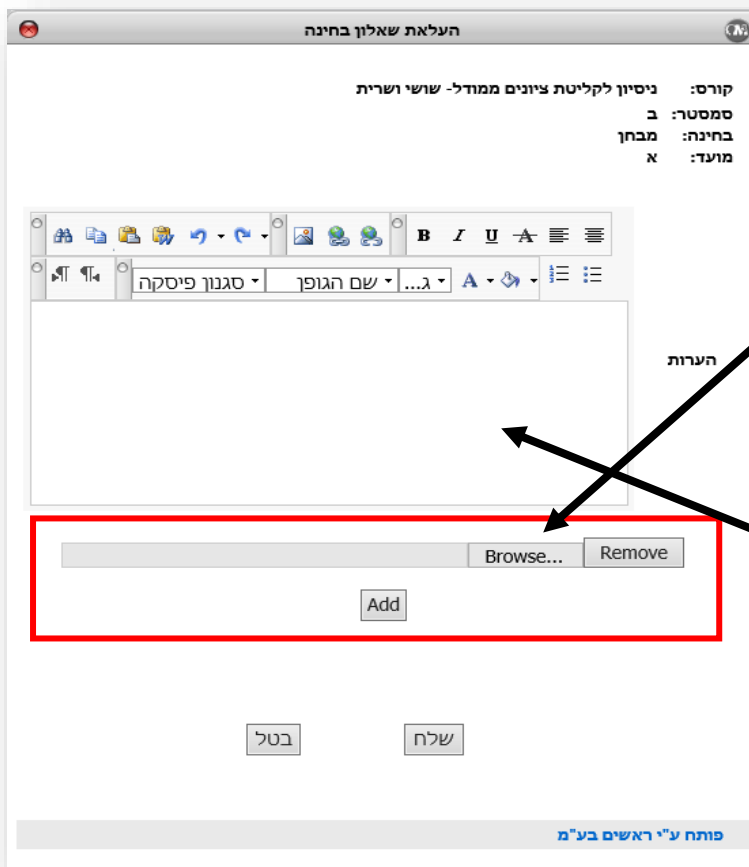 העלאת שאלון בחינה
קורס: ניסיון לקליטת ציונים ממודל- שושי ושרית
סמסטר: ב
בחינה: מבחן
מועד: א
B I U A
A ג... שם הגופן סגנון פיסקה
הערות
Browse... Remove
Add
שלח בטל
פותח ע"י ראשים בע"מ